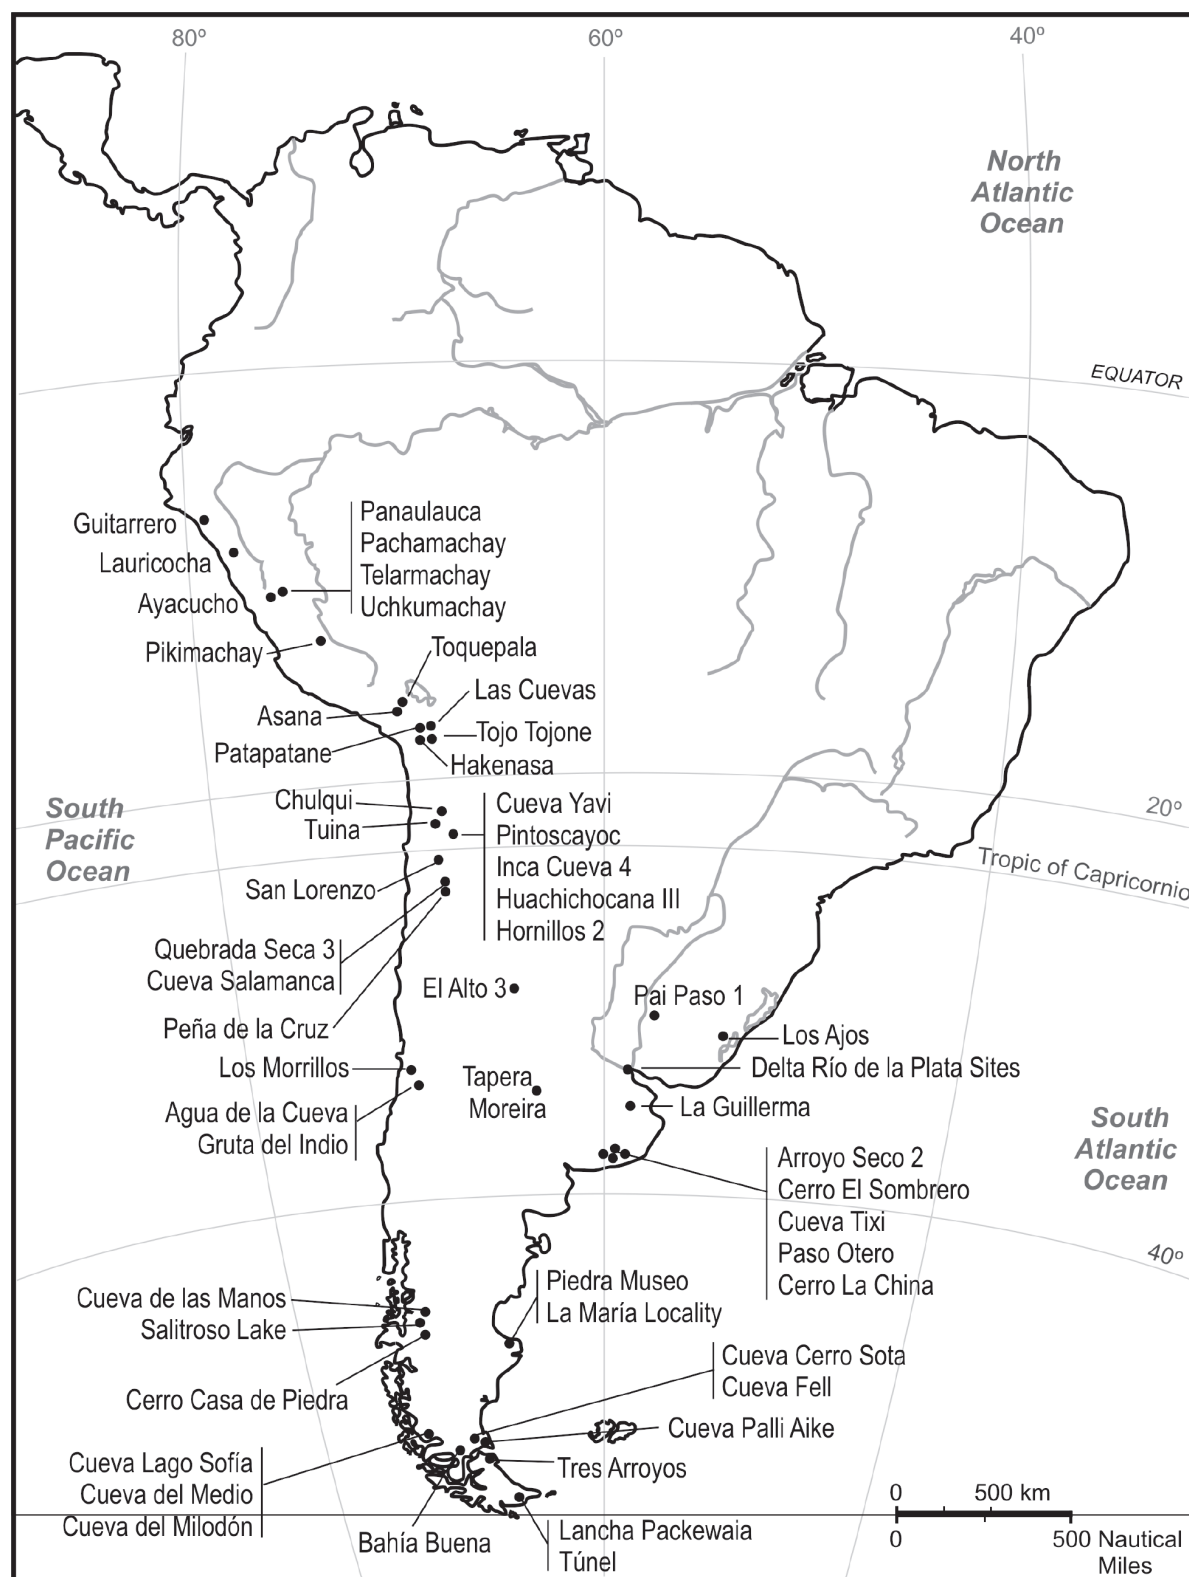 80º
60º
40º
North
Atlantic
Ocean
EQUATOR
Guitarrero
Lauricocha
Ayacucho
Panaulauca
Pachamachay
Telarmachay
Uchkumachay
Pikimachay
Toquepala
Las Cuevas
Asana
Tojo Tojone
Patapatane
Hakenasa
South
Pacific
Ocean
Chulqui
Tuina
Cueva Yavi
Pintoscayoc
Inca Cueva 4
Huachichocana III
Hornillos 2
20º
Tropic of Capricornio
San Lorenzo
Quebrada Seca 3
Cueva Salamanca
Peña de la Cruz
El Alto 3
Pai Paso 1
Los Ajos
Los Morrillos
Delta Río de la Plata Sites
Tapera
Moreira
La Guillerma
Agua de la Cueva
Gruta del Indio
South
Atlantic
Ocean
Arroyo Seco 2
Cerro El Sombrero
Cueva Tixi
Paso Otero
Cerro La China
40º
Cueva de las Manos
Salitroso Lake
Piedra Museo
La María Locality
Cerro Casa de Piedra
Cueva Cerro Sota
Cueva Fell
Cueva Palli Aike
Cueva Lago Sofía
Cueva del Medio
Cueva del Milodón
Tres Arroyos
Bahía Buena
Lancha Packewaia
Túnel
0 500 km
0 500 Nautical
Miles